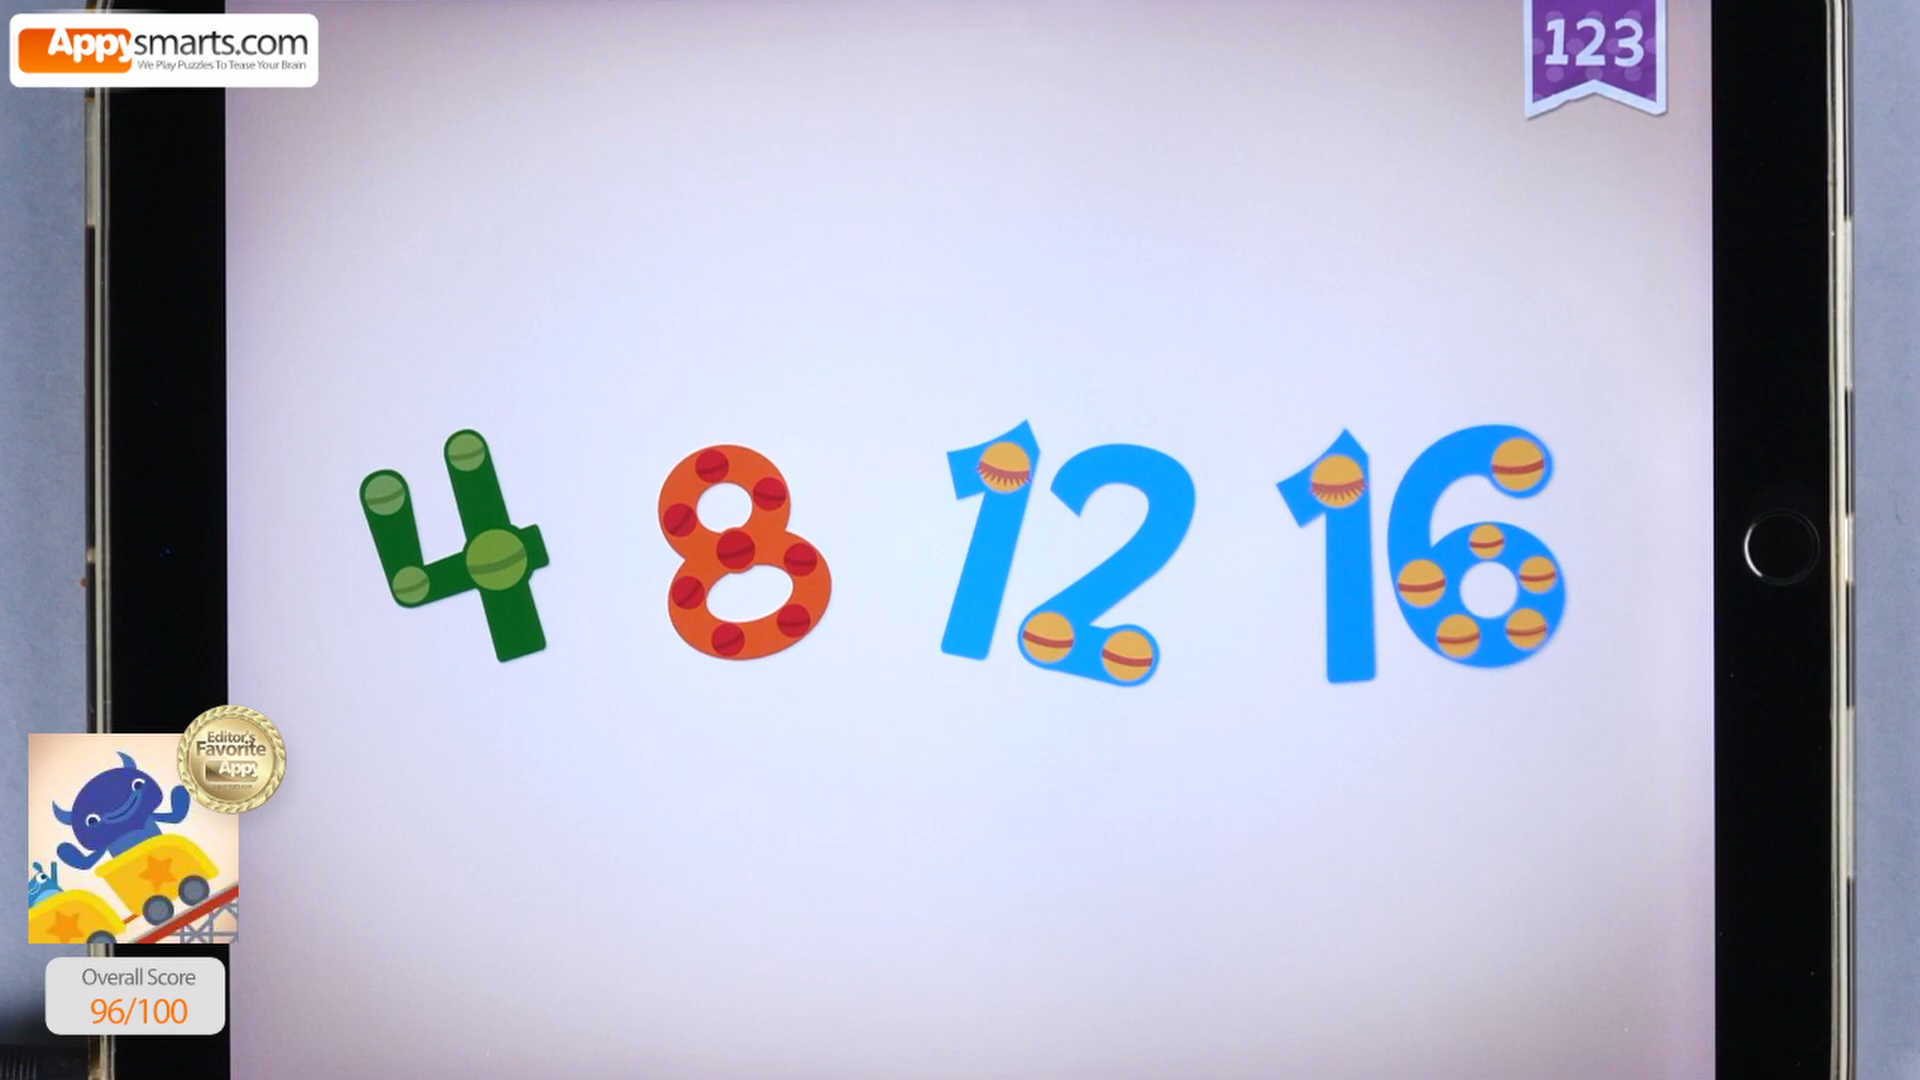 Appysmarts.com
We Play Puzzles To Tease Your Brain
123
4 8 12 16
Editor's
Favorite
Appy
Overall Score
96/100